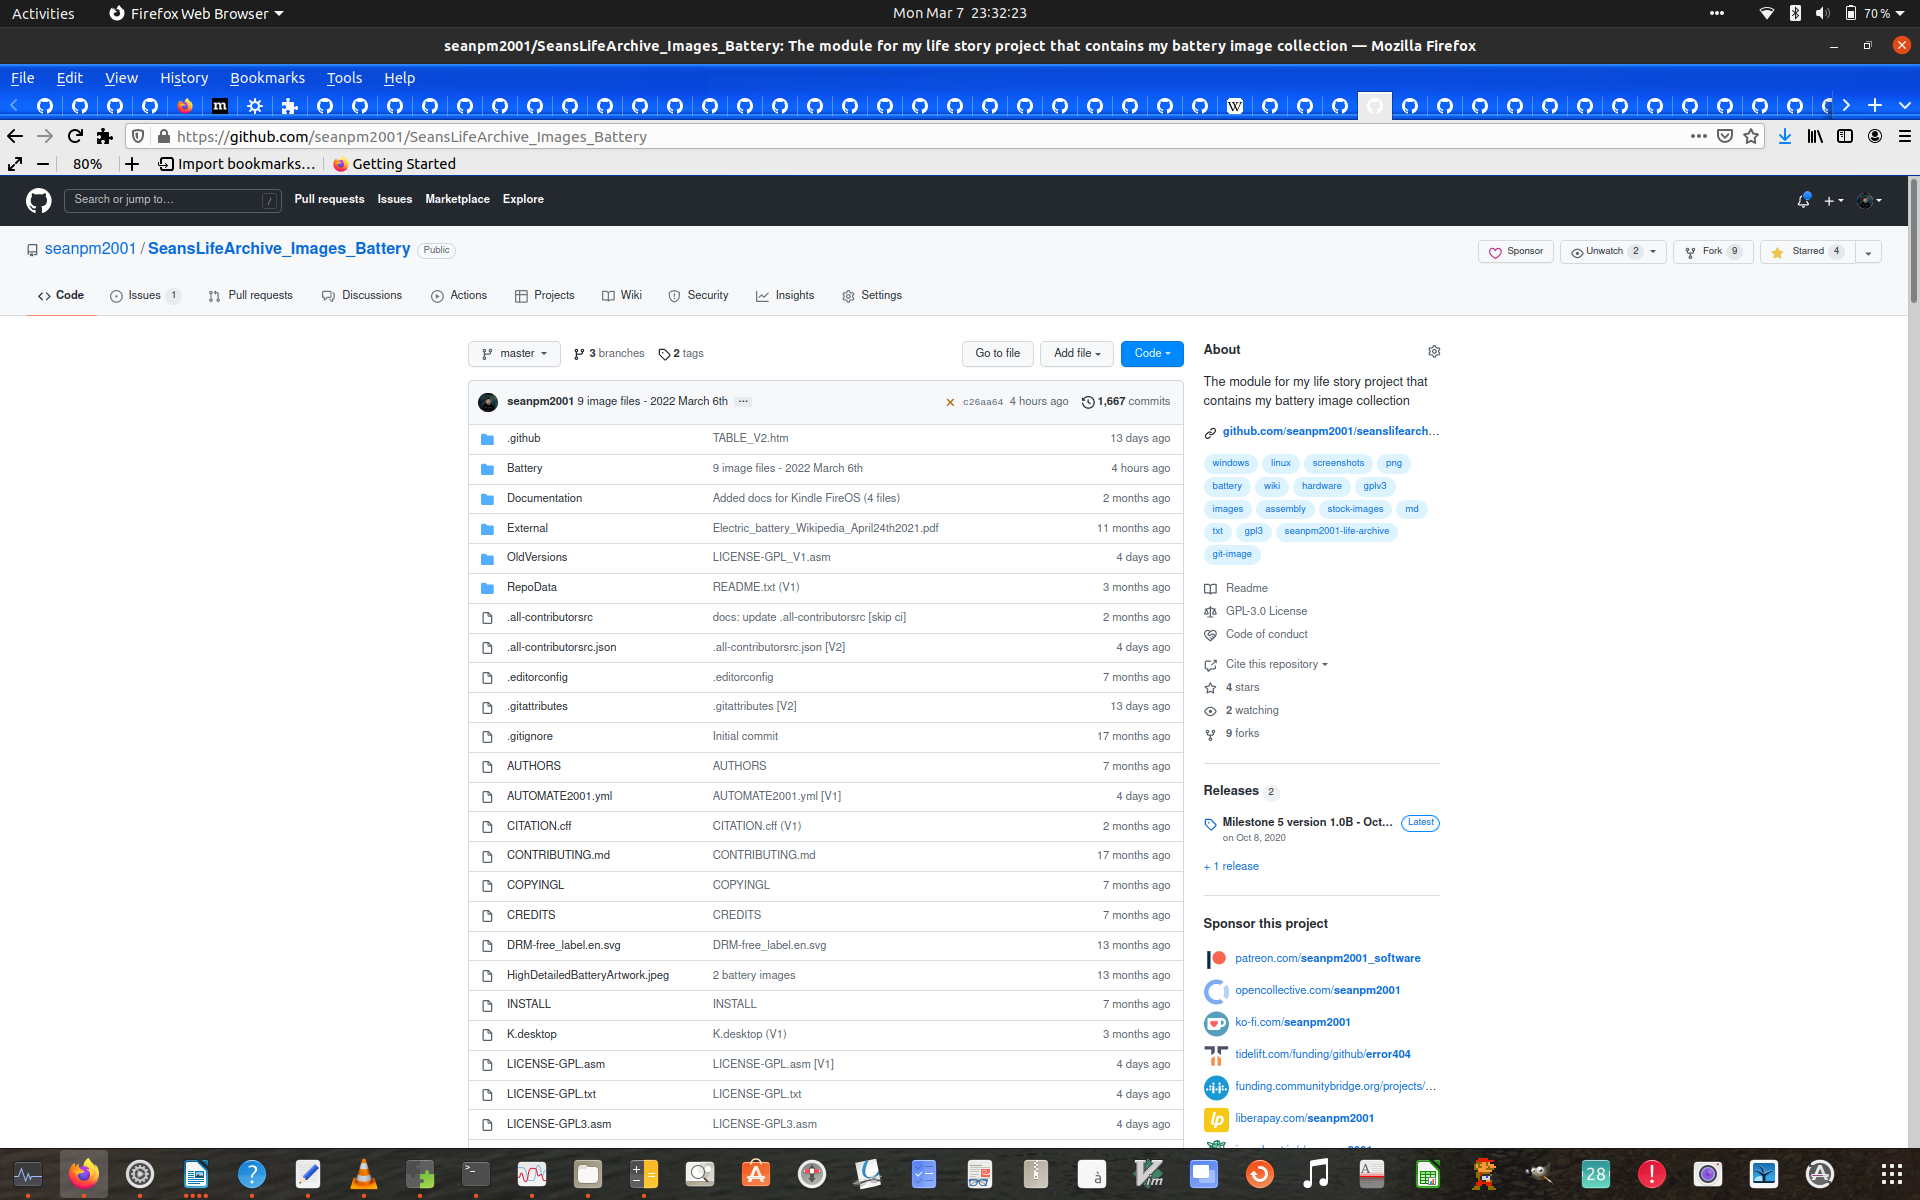 Activities Firefox Web Browser Mon Mar 7 23:32:23 70 %
seanpm2001/SeansLifeArchive_Images_Battery: The module for my life story project that contains my battery image collection — Mozilla Firefox
File Edit View History Bookmarks Tools Help
https://github.com/seanpm2001/SeansLifeArchive_Images_Battery
80% Import bookmarks… Getting Started
Search or jump to… / Pull requests Issues Marketplace Explore
seanpm2001 / SeansLifeArchive_Images_Battery Public Sponsor Unwatch 2 Fork 9 Starred 4
Code Issues 1 Pull requests Discussions Actions Projects Wiki Security Insights Settings
master 3 branches 2 tags Go to file Add file Code
seanpm2001 9 image files - 2022 March 6th … c26aa64 4 hours ago 1,667 commits
.github TABLE_V2.htm 13 days ago
Battery 9 image files - 2022 March 6th 4 hours ago
Documentation Added docs for Kindle FireOS (4 files) 2 months ago
External Electric_battery_Wikipedia_April24th2021.pdf 11 months ago
OldVersions LICENSE-GPL_V1.asm 4 days ago
RepoData README.txt (V1) 3 months ago
.all-contributorsrc docs: update .all-contributorsrc [skip ci] 2 months ago
.all-contributorsrc.json .all-contributorsrc.json [V2] 4 days ago
.editorconfig .editorconfig 7 months ago
.gitattributes .gitattributes [V2] 13 days ago
.gitignore Initial commit 17 months ago
AUTHORS AUTHORS 7 months ago
AUTOMATE2001.yml AUTOMATE2001.yml [V1] 4 days ago
CITATION.cff CITATION.cff (V1) 2 months ago
CONTRIBUTING.md CONTRIBUTING.md 17 months ago
COPYINGL COPYINGL 7 months ago
CREDITS CREDITS 7 months ago
DRM-free_label.en.svg DRM-free_label.en.svg 13 months ago
HighDetailedBatteryArtwork.jpeg 2 battery images 13 months ago
INSTALL INSTALL 7 months ago
K.desktop K.desktop (V1) 3 months ago
LICENSE-GPL.asm LICENSE-GPL.asm [V1] 4 days ago
LICENSE-GPL.txt LICENSE-GPL.txt 4 days ago
LICENSE-GPL3.asm LICENSE-GPL3.asm 4 days ago
About
The module for my life story project that
contains my battery image collection
github.com/seanpm2001/seanslifearch…
windows linux screenshots png
battery wiki hardware gplv3
images assembly stock-images md
txt gpl3 seanpm2001-life-archive
git-image
Readme
GPL-3.0 License
Code of conduct
Cite this repository
4 stars
2 watching
9 forks
Releases 2
Milestone 5 version 1.0B - Oct… Latest
on Oct 8, 2020
+ 1 release
Sponsor this project
patreon.com/seanpm2001_software
opencollective.com/seanpm2001
ko-fi.com/seanpm2001
tidelift.com/funding/github/error404
funding.communitybridge.org/projects/…
liberapay.com/seanpm2001
28